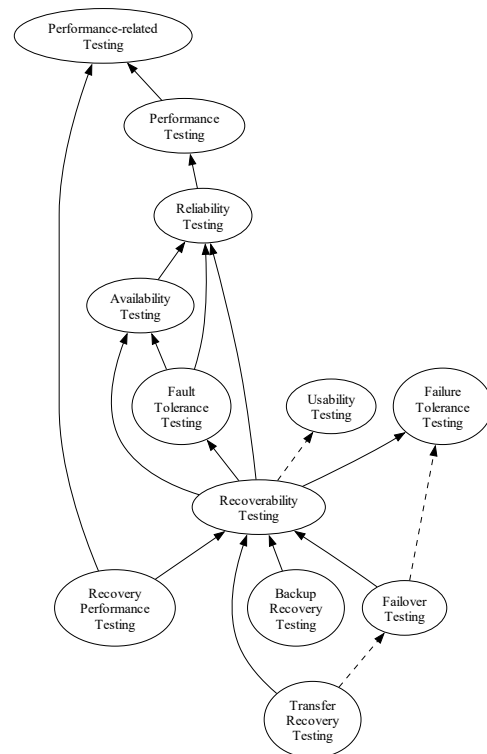 Performance-related
Testing
Performance
Testing
Reliability
Testing
Availability
Testing
Fault
Tolerance
Testing
Usability
Testing
Failure
Tolerance
Testing
Recoverability
Testing
Recovery
Performance
Testing
Backup
Recovery
Testing
Failover
Testing
Transfer
Recovery
Testing